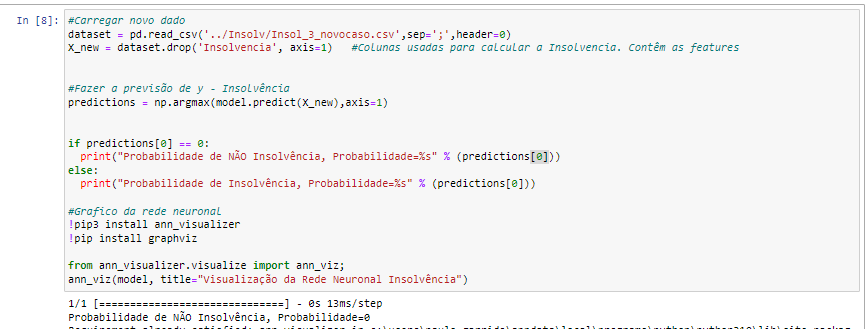 In [8]:
#Carregar novo dado
dataset = pd.read_csv('../Insolv/Insol_3_novocaso.csv',sep=';',header=0)
X_new = dataset.drop('Insolvencia', axis=1)   #Colunas usadas para calcular a Insolvencia. Contêm as features
#Fazer a previsão de y - Insolvência
predictions = np.argmax(model.predict(X_new),axis=1)
if predictions[0] == 0:
  print("Probabilidade de NÃO Insolvência, Probabilidade=%s" % (predictions[0]))
else:
  print("Probabilidade de Insolvência, Probabilidade=%s" % (predictions[0]))
#Grafico da rede neuronal
!pip3 install ann_visualizer
!pip install graphviz
from ann_visualizer.visualize import ann_viz;
ann_viz(model, title="Visualização da Rede Neuronal Insolvência")
1/1 [==============================] - 0s 13ms/step
Probabilidade de NÃO Insolvência, Probabilidade=0